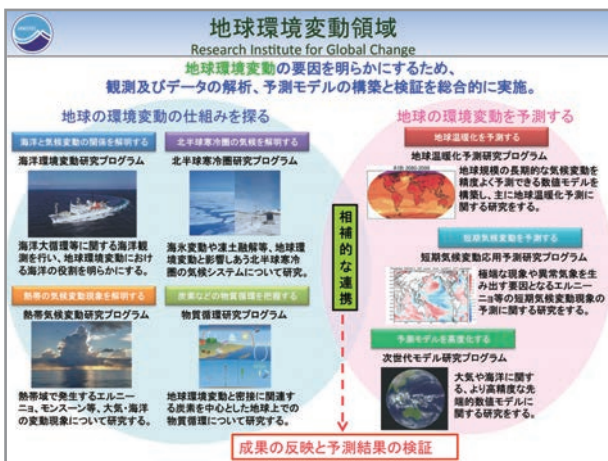 地球環境変動領域
Research Institute for Global Change
地球環境変動の要因を明らかにするため、
観測及びデータの解析、予測モデルの構築と検証を総合的に実施。
地球の環境変動の仕組みを探る
海洋と気候変動の関係を解明する
海洋環境変動研究プログラム
海洋大循環等に関する海洋観
測を行い、地球環境変動にお
ける海洋の役割を明らかにする。
北半球寒冷圏の気候を解明する
北半球寒冷圏研究プログラム
海氷変動や凍土融解等、地球環
境変動と影響しあう北半球寒冷
圏の気候システムについて研究。
熱帯の気候変動現象を解明する
熱帯気候変動研究プログラム
熱帯域で発生するエルニー
ニョ、モンスーン等、大気・海洋
の変動現象について研究する。
炭素などの物質循環を把握する
物質循環研究プログラム
地球環境変動と密接に関連す
る炭素を中心とした地球上での
物質循環について研究する。
相補的な連携
地球の環境変動を予測する
地球温暖化を予測する
地球温暖化予測研究プログラム
地球規模の長期的な気候変動を
精度よく予測できる数値モデルを
構築し、主に地球温暖化予測に
関する研究をする。
短期気候変動を予測する
短期気候変動応用予測研究プログラム
極端な現象や異常気象を生
み出す要因となるエルニー
ニョ等の短期気候変動現象の
予測に関する研究をする。
予測モデルを高度化する
次世代モデル研究プログラム
大気や海洋に関す
る、より高精度な先
端的数値モデルに
関する研究をする。
成果の反映と予測結果の検証